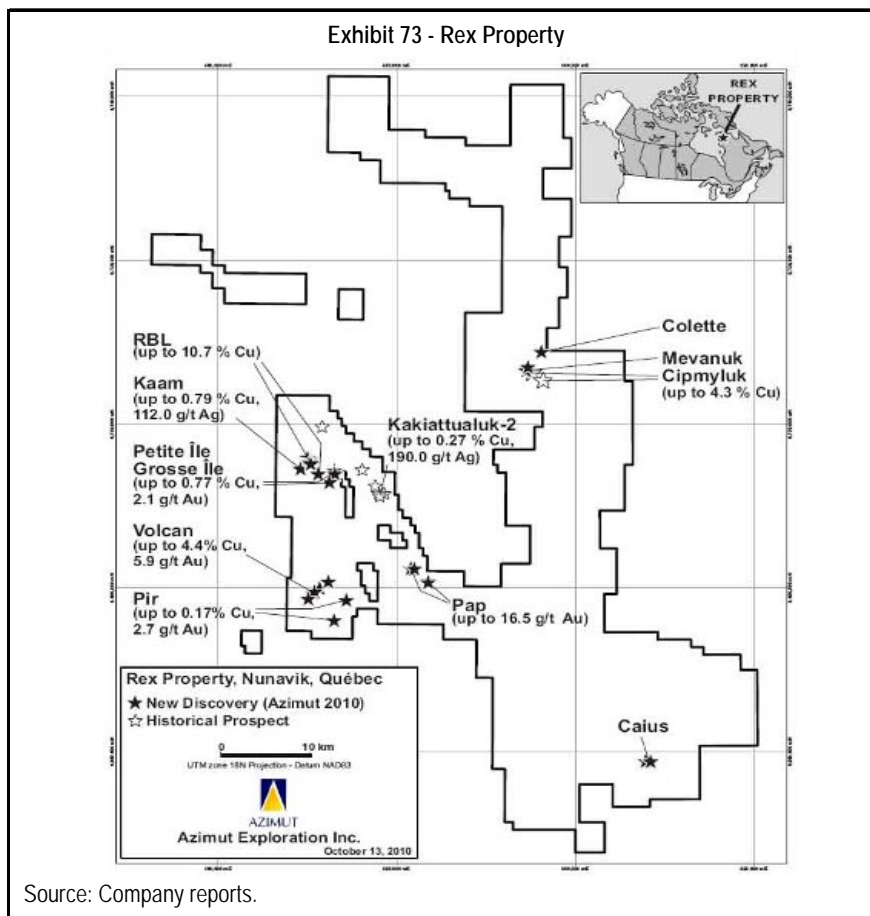 Exhibit 73 - Rex Property
REX
PROPERTY
Colette
Mevanuk
Cipmyluk
(up to 4.3 % Cu)
RBL
(up to 10.7 % Cu)
Kaam
(up to 0.79 % Cu,
112.0 g/t Ag)
Kakiattualuk-2
(up to 0.27 % Cu,
190.0 g/t Ag)
Petite Île
Grosse Île
(up to 0.77 % Cu,
2.1 g/t Au)
Volcan
(up to 4.4% Cu,
5.9 g/t Au)
Pir
(up to 0.17% Cu,
2.7 g/t Au)
Pap
(up to 16.5 g/t Au)
Caius
Rex Property, Nunavik, Québec
New Discovery (Azimut 2010)
Historical Prospect
0 10 km
UTM zone 18N Projection - Datum NAD83
AZIMUT
Azimut Exploration Inc.
October 13, 2010
Source: Company reports.